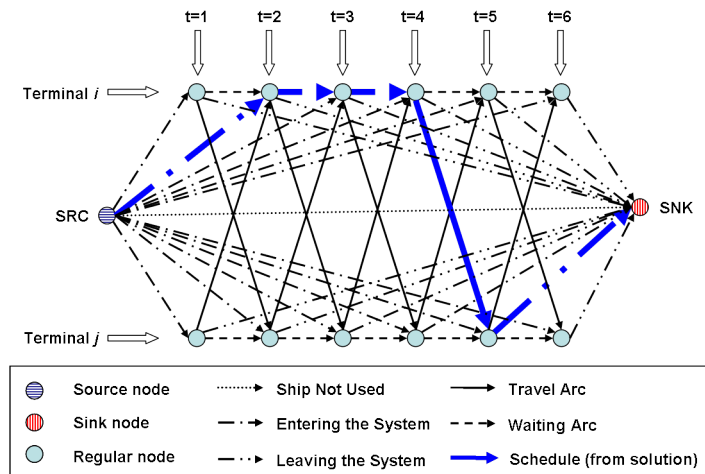 t=1 t=2 t=3 t=4 t=5 t=6
Terminal i
SRC
SNK
Terminal j
Source node Ship Not Used Travel Arc
Sink node Entering the System Waiting Arc
Regular node Leaving the System Schedule (from solution)